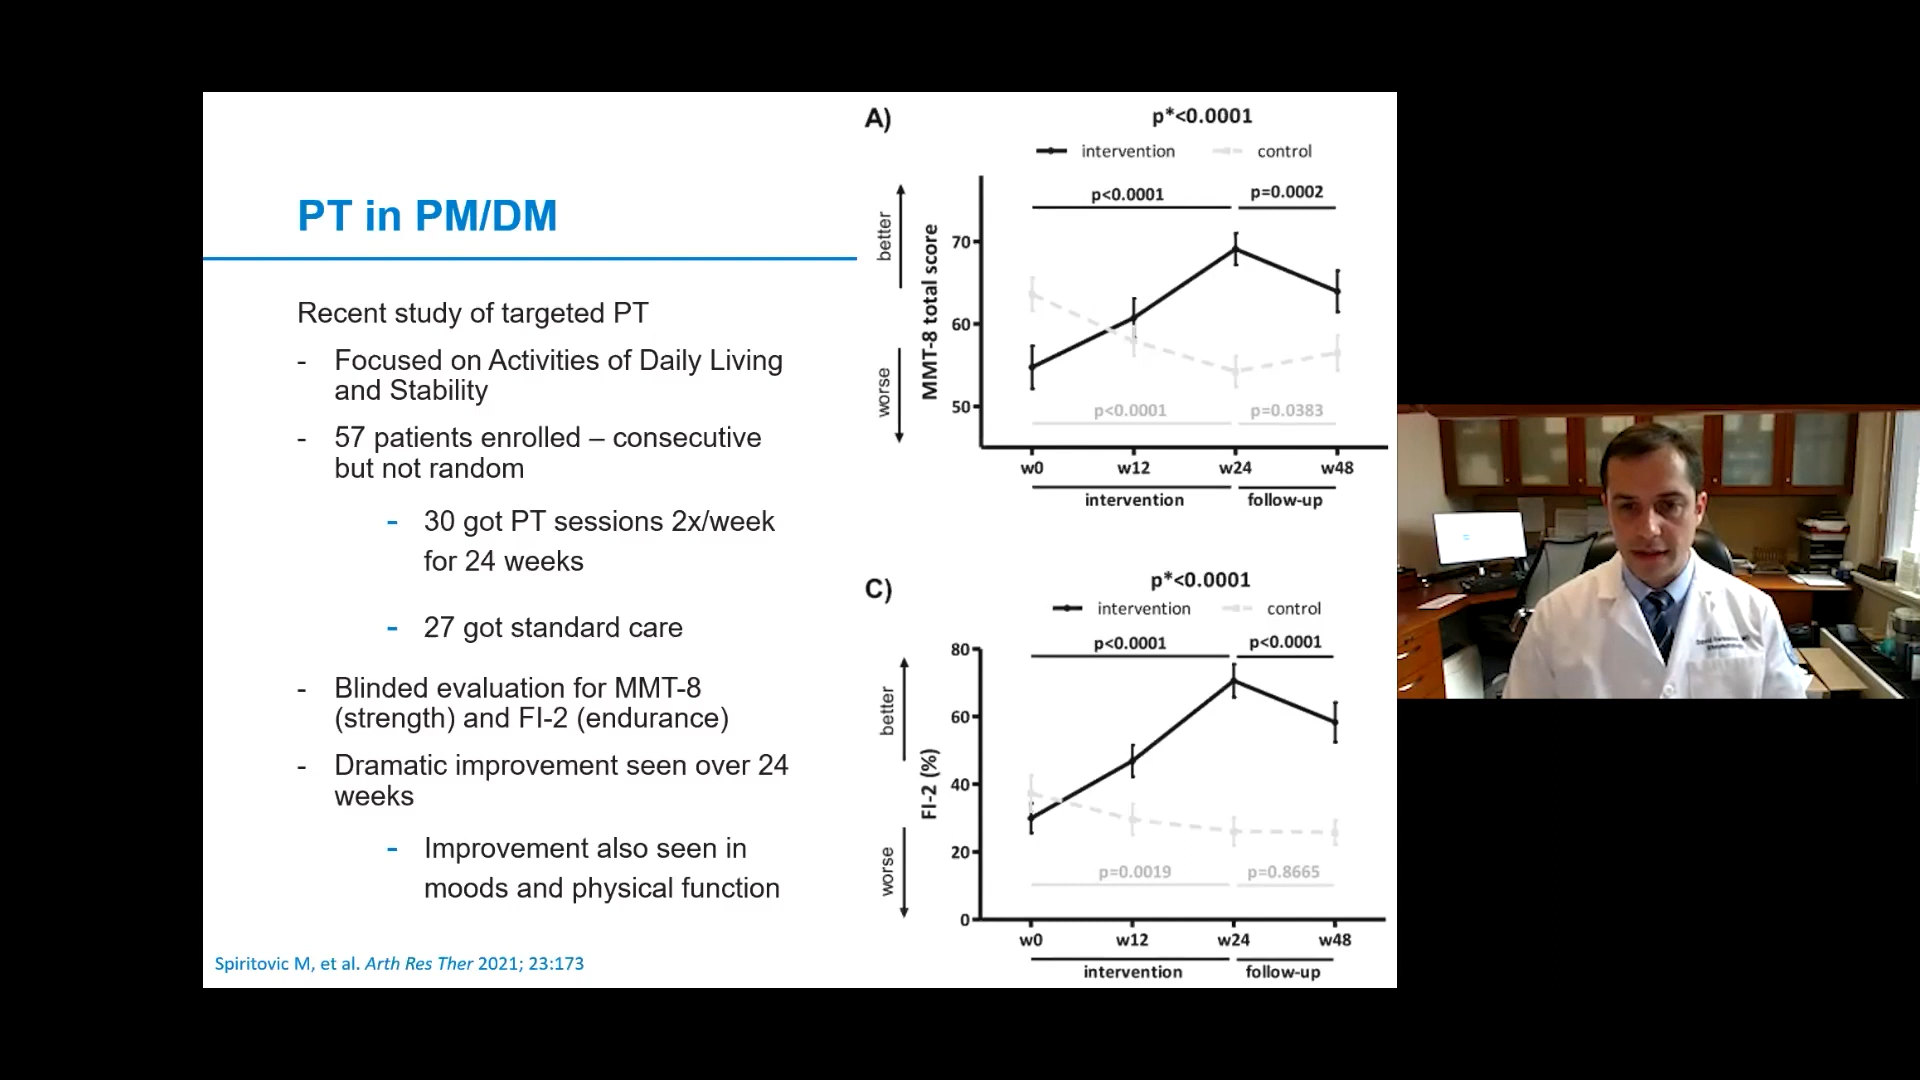 PT in PM/DM
Recent study of targeted PT
- Focused on Activities of Daily Living
and Stability
- 57 patients enrolled – consecutive
but not random
- 30 got PT sessions 2x/week
for 24 weeks
- 27 got standard care
- Blinded evaluation for MMT-8
(strength) and FI-2 (endurance)
- Dramatic improvement seen over 24
weeks
- Improvement also seen in
moods and physical function
Spiritovic M, et al. Arth Res Ther 2021; 23:173
A)
p*<0.0001
intervention control
p<0.0001 p=0.0002
better
worse
MMT-8 total score
70
60
50
p<0.0001 p=0.0383
w0 w12 w24 w48
intervention follow-up
C)
p*<0.0001
intervention control
p<0.0001 p<0.0001
better
worse
FI-2 (%)
80
60
40
20
0
p=0.0019 p=0.8665
w0 w12 w24 w48
intervention follow-up